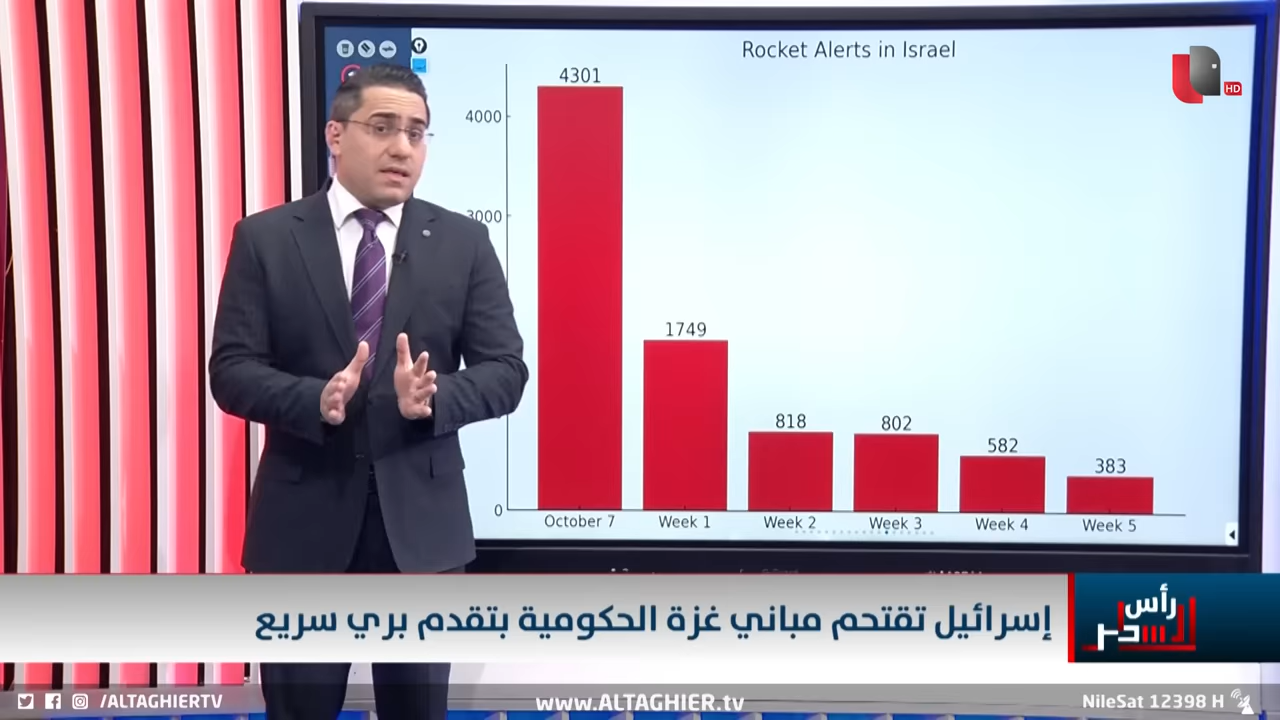 Rocket Alerts in Israel
HD
4301
4000
3000
1749
818
802
582
383
0
October 7
Week 1
Week 2
Week 3
Week 4
Week 5
إسرائيل تقتحم مباني غزة الحكومية بتقدم بري سريع
رأس
السطر
/ALTAGHIERTV
www.ALTAGHIER.tv
NileSat 12398 H